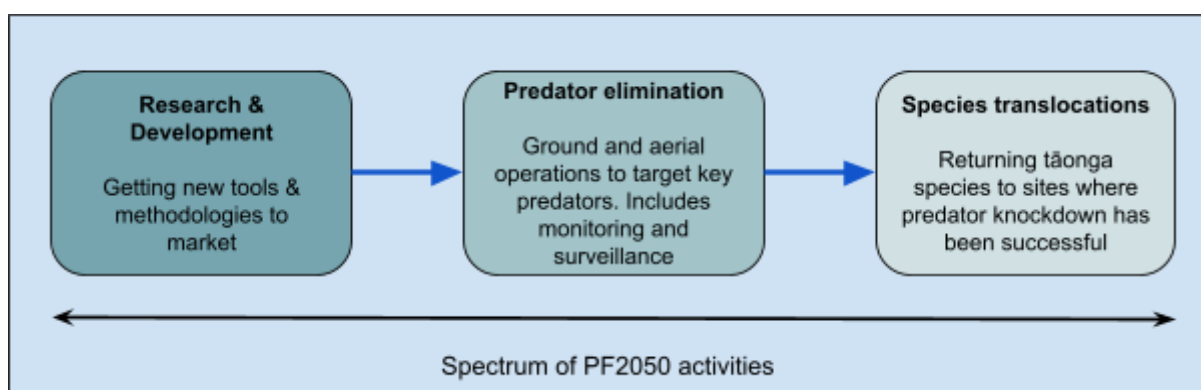 Research &
Development
Getting new tools &
methodologies to
market
Predator elimination
Ground and aerial
operations to target key
predators. Includes
monitoring and
surveillance
Species translocations
Returning tāonga
species to sites where
predator knockdown has
been successful
Spectrum of PF2050 activities